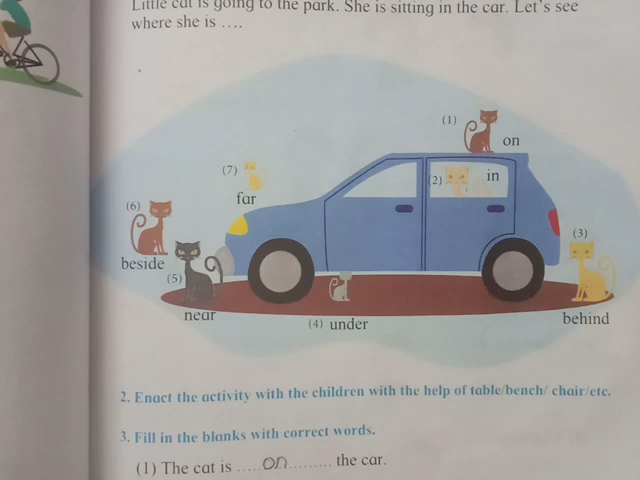 Little cat is going to the park. She is sitting in the car. Let's see
where she is ....
(1)
on
(7)
(2)
in
far
(6)
(3)
beside
(5)
near
(4) under
behind
2. Enact the activity with the children with the help of table/bench/ chair/etc.
3. Fill in the blanks with correct words.
(1) The cat is .....on......... the car.